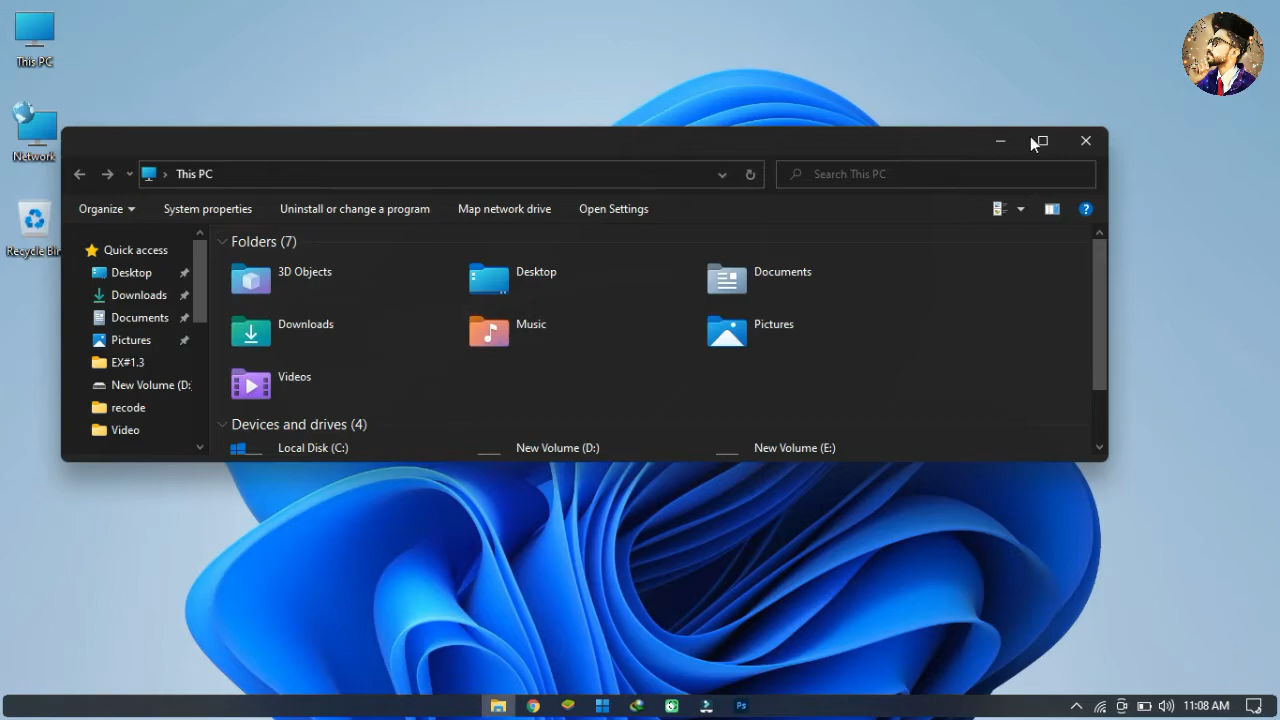 This PC
Network
Recycle Bin
This PC
Search This PC
Organize
System properties
Uninstall or change a program
Map network drive
Open Settings
Quick access
Desktop
Downloads
Documents
Pictures
EX#1.3
New Volume (D:
recode
Video
Folders (7)
3D Objects
Desktop
Documents
Downloads
Music
Pictures
Videos
Devices and drives (4)
Local Disk (C:)
New Volume (D:)
New Volume (E:)
Ps
11:08 AM